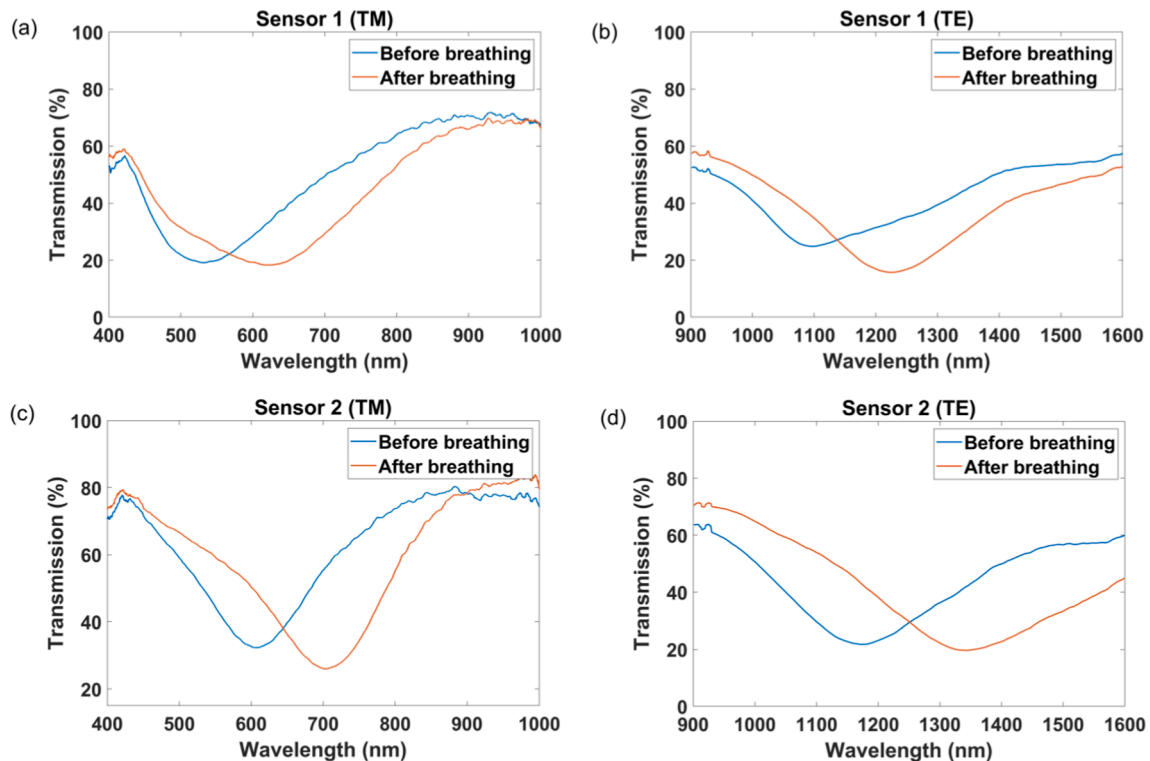 (a)
Sensor 1 (TM)
Before breathing
After breathing
100
80
60
40
20
0
Transmission (%)
400 500 600 700 800 900 1000
Wavelength (nm)
(b)
Sensor 1 (TE)
Before breathing
After breathing
100
80
60
40
20
0
Transmission (%)
900 1000 1100 1200 1300 1400 1500 1600
Wavelength (nm)
(c)
Sensor 2 (TM)
Before breathing
After breathing
100
80
60
40
20
Transmission (%)
400 500 600 700 800 900 1000
Wavelength (nm)
(d)
Sensor 2 (TE)
Before breathing
After breathing
100
80
60
40
20
0
Transmission (%)
900 1000 1100 1200 1300 1400 1500 1600
Wavelength (nm)